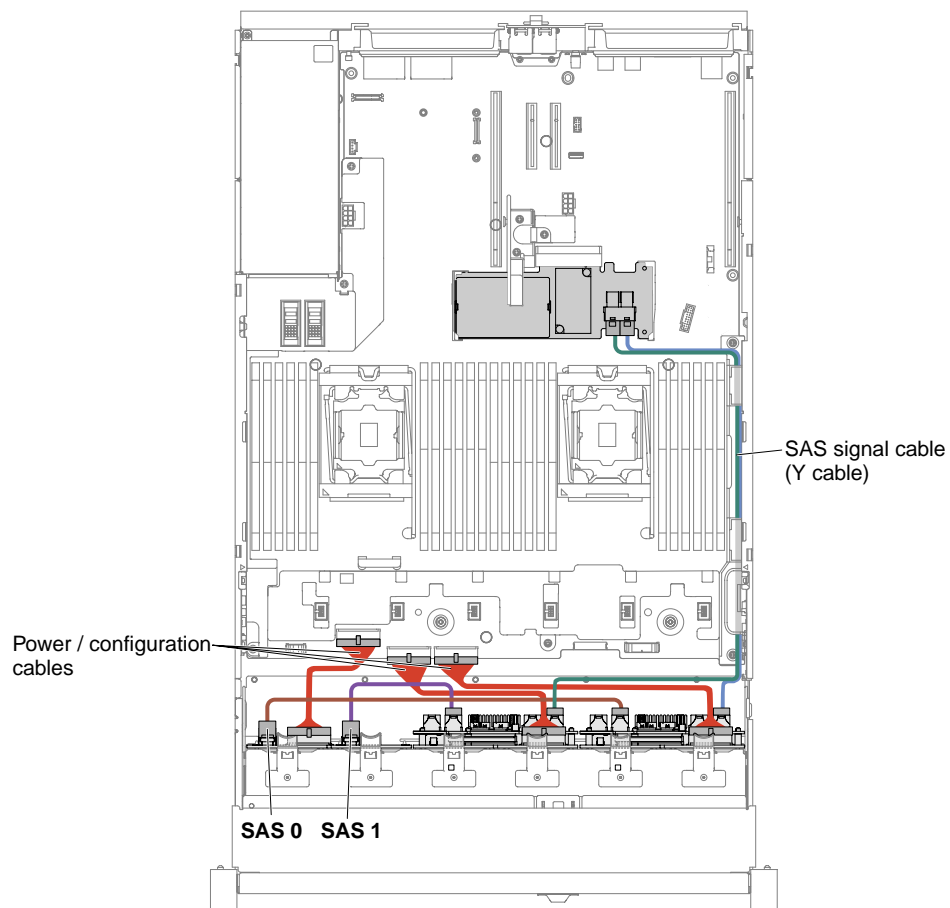 SAS signal cable
(Y cable)
Power / configuration
cables
SAS 0
SAS 1